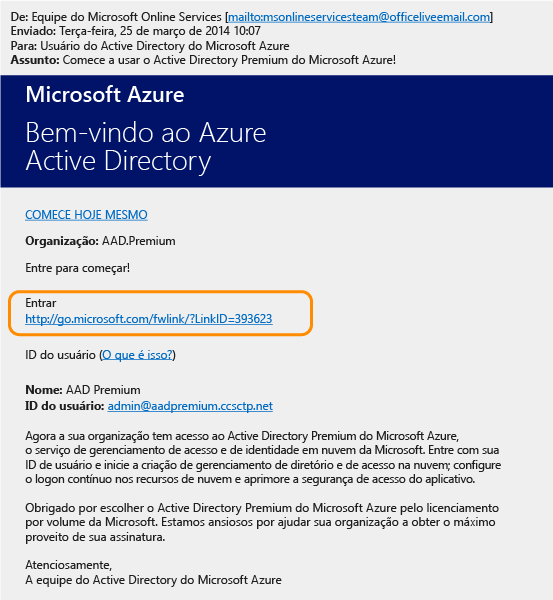 De: Equipe do Microsoft Online Services [mailto:msonlineservicesteam@officeliveemail.com]
Enviado: Terça-feira, 25 de março de 2014 10:07
Para: Usuário do Active Directory do Microsoft Azure
Assunto: Comece a usar o Active Directory Premium do Microsoft Azure!
Microsoft Azure
Bem-vindo ao Azure
Active Directory
COMECE HOJE MESMO
Organização: AAD.Premium
Entre para começar!
Entrar
http://go.microsoft.com/fwlink/?LinkID=393623
ID do usuário (O que é isso?)
Nome: AAD Premium
ID do usuário: admin@aadpremium.ccsctp.net
Agora a sua organização tem acesso ao Active Directory Premium do Microsoft Azure,
o serviço de gerenciamento de acesso e de identidade em nuvem da Microsoft. Entre com sua
ID de usuário e inicie a criação de gerenciamento de diretório e de acesso na nuvem; configure
o logon contínuo nos recursos de nuvem e aprimore a segurança de acesso do aplicativo.
Obrigado por escolher o Active Directory Premium do Microsoft Azure pelo licenciamento
por volume da Microsoft. Estamos ansiosos por ajudar sua organização a obter o máximo
proveito de sua assinatura.
Atenciosamente,
A equipe do Active Directory do Microsoft Azure